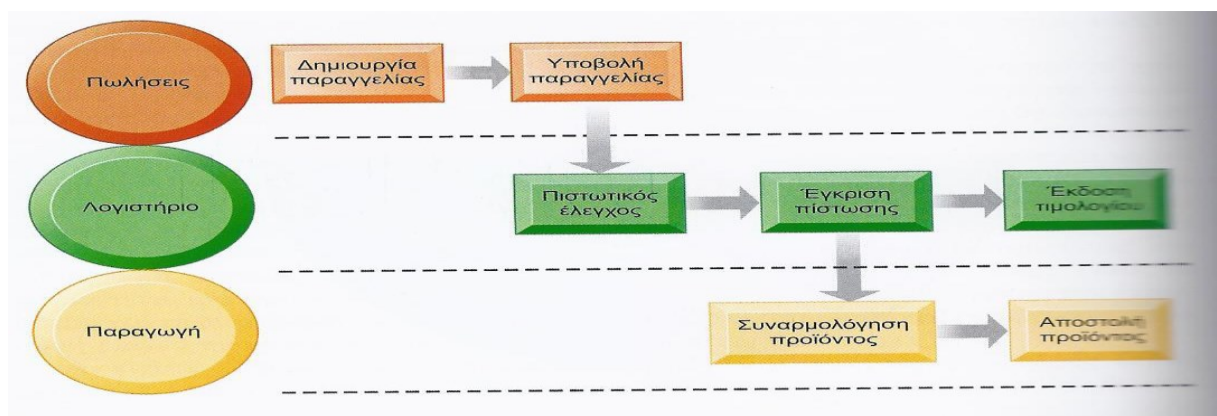 Πωλήσεις
Δημιουργία
παραγγελίας
Υποβολή
παραγγελίας
Λογιστήριο
Πιστωτικός
έλεγχος
Έγκριση
πίστωσης
Έκδοση
τιμολογίου
Παραγωγή
Συναρμολόγηση
προϊόντος
Αποστολή
προϊόντος